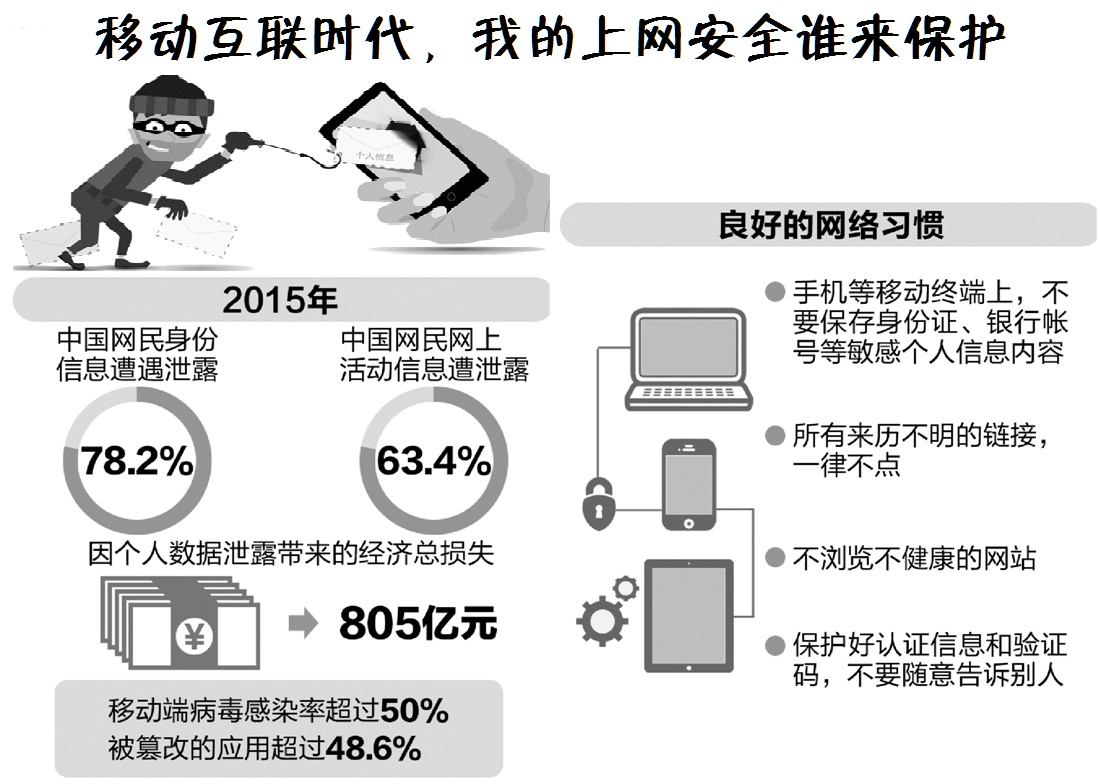 移动互联时代，我的上网安全谁来保护
个人信息
2015年
中国网民身份
信息遭遇泄露
78.2%
中国网民网上
活动信息遭泄露
63.4%
因个人数据泄露带来的经济总损失
¥
805亿元
移动端病毒感染率超过50%
被篡改的应用超过48.6%
良好的网络习惯
手机等移动终端上，不
要保存身份证、银行帐
号等敏感个人信息内容
所有来历不明的链接，
一律不点
不浏览不健康的网站
保护好认证信息和验证
码，不要随意告诉别人